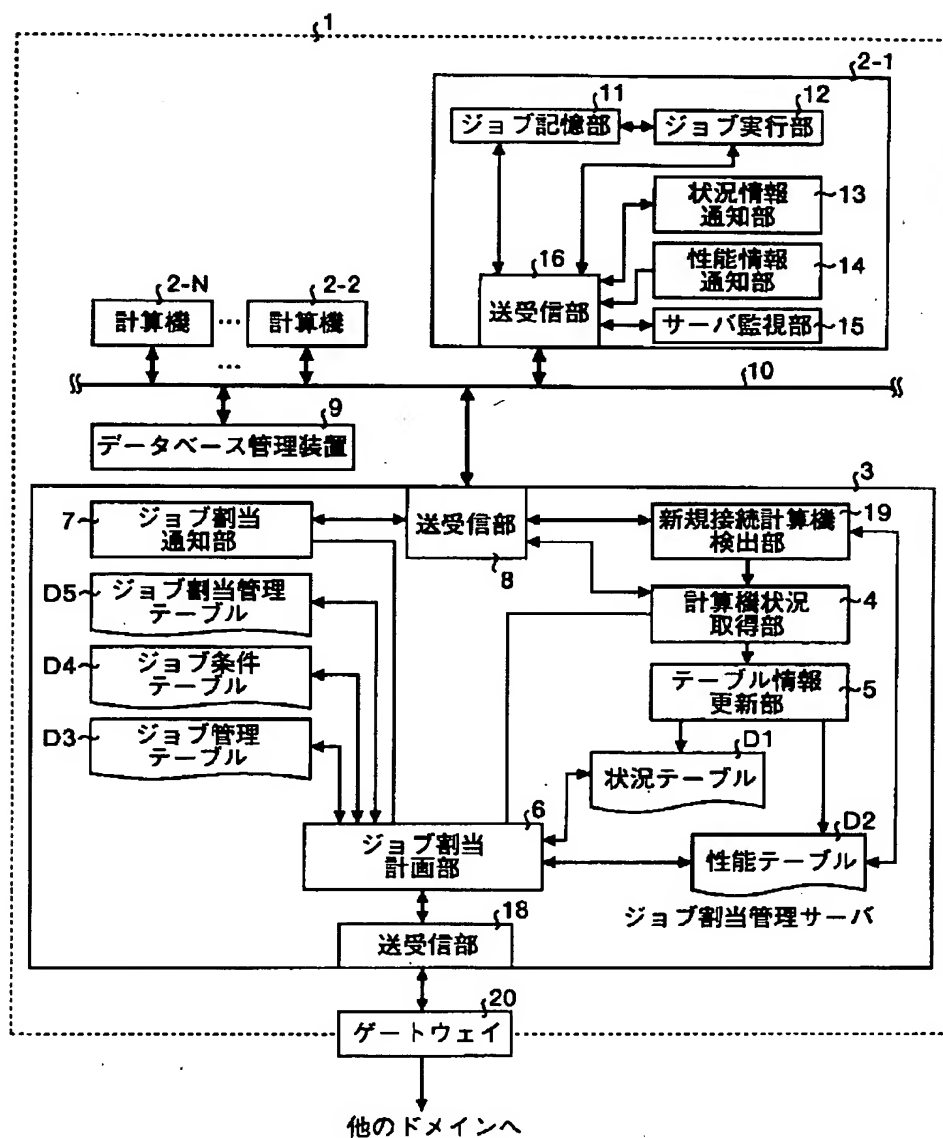 1
2-1
11
12
ジョブ記憶部
ジョブ実行部
状況情報
通知部
13
16
性能情報
通知部
14
送受信部
サーバ監視部
15
2-N
2-2
計算機
…
計算機
…
10
9
データベース管理装置
3
7
ジョブ割当
通知部
送受信部
8
新規接続計算機
検出部
19
D5
ジョブ割当管理
テーブル
計算機状況
取得部
4
D4
ジョブ条件
テーブル
テーブル情報
更新部
5
D3
ジョブ管理
テーブル
D1
状況テーブル
6
ジョブ割当
計画部
D2
性能テーブル
ジョブ割当管理サーバ
18
送受信部
20
ゲートウェイ
他のドメインへ